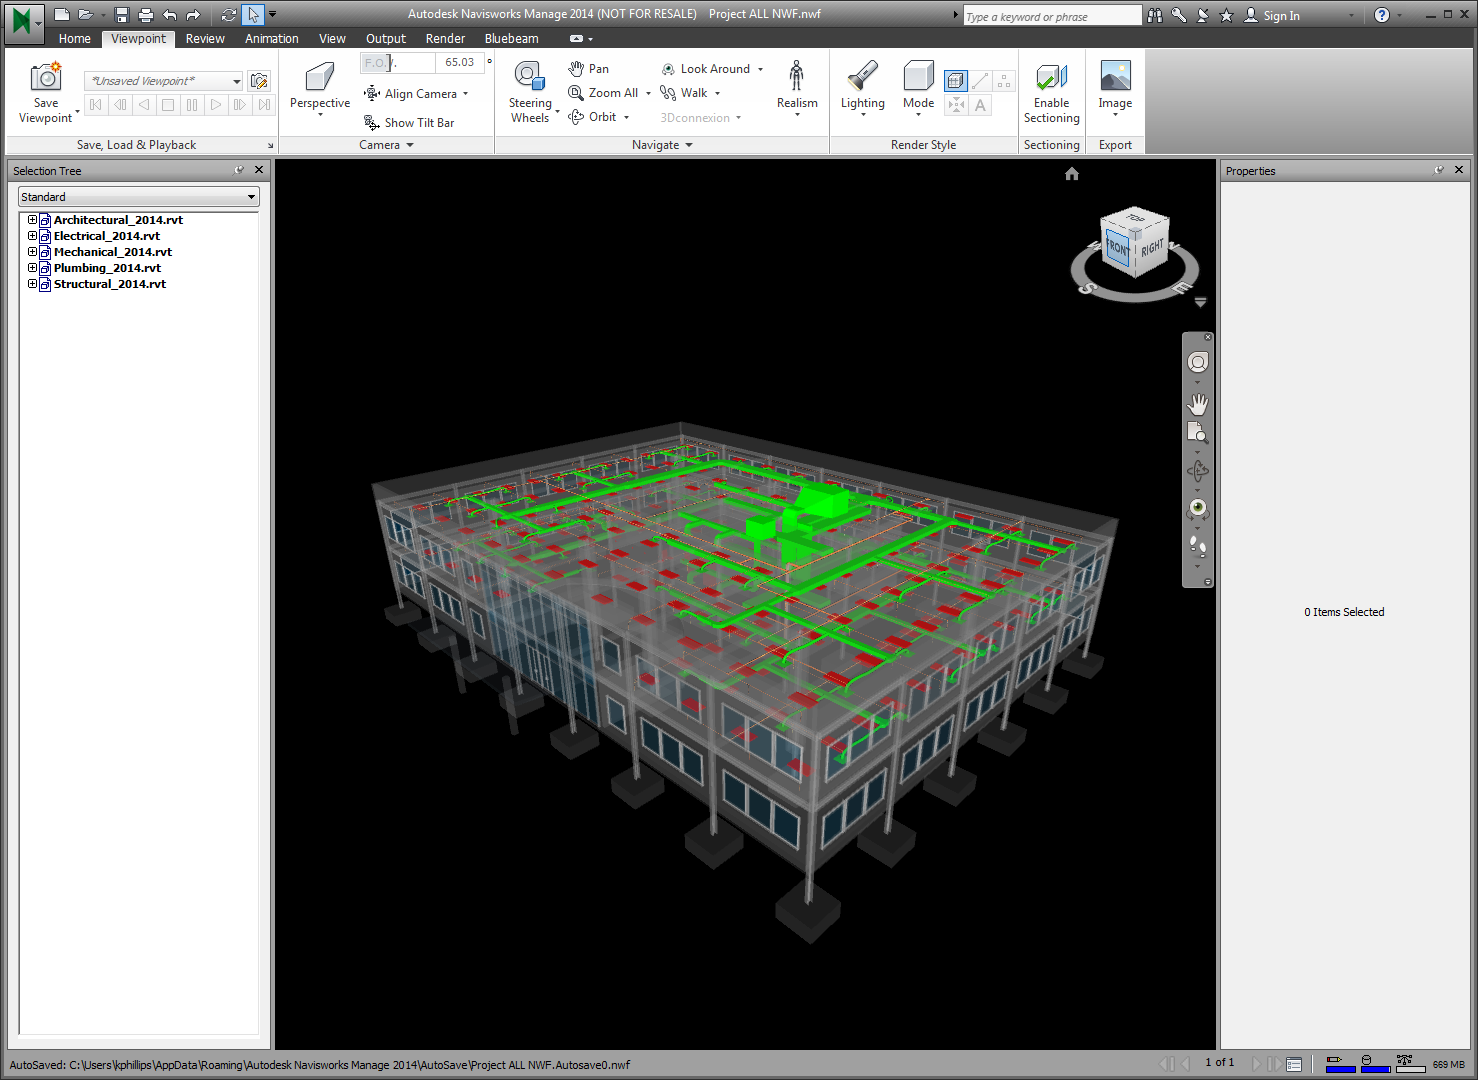 Autodesk Navisworks Manage 2014 (NOT FOR RESALE) Project ALL NWF.nwf
Type a keyword or phrase
Sign In
Home Viewpoint Review Animation View Output Render Bluebeam
Save Viewpoint
*Unsaved Viewpoint*
Save, Load & Playback
Perspective
F.O.V. 65.03 °
Align Camera
Show Tilt Bar
Camera
Steering Wheels
Pan
Zoom All
Orbit
Look Around
Walk
3Dconnexion
Realism
Navigate
Lighting
Mode
A
Render Style
Enable Sectioning
Sectioning
Image
Export
Selection Tree
Standard
Architectural_2014.rvt
Electrical_2014.rvt
Mechanical_2014.rvt
Plumbing_2014.rvt
Structural_2014.rvt
TOP
FRONT
RIGHT
S
E
Properties
0 Items Selected
AutoSaved: C:\Users\kphillips\AppData\Roaming\Autodesk Navisworks Manage 2014\AutoSave\Project ALL NWF.Autosave0.nwf
1 of 1
669 MB